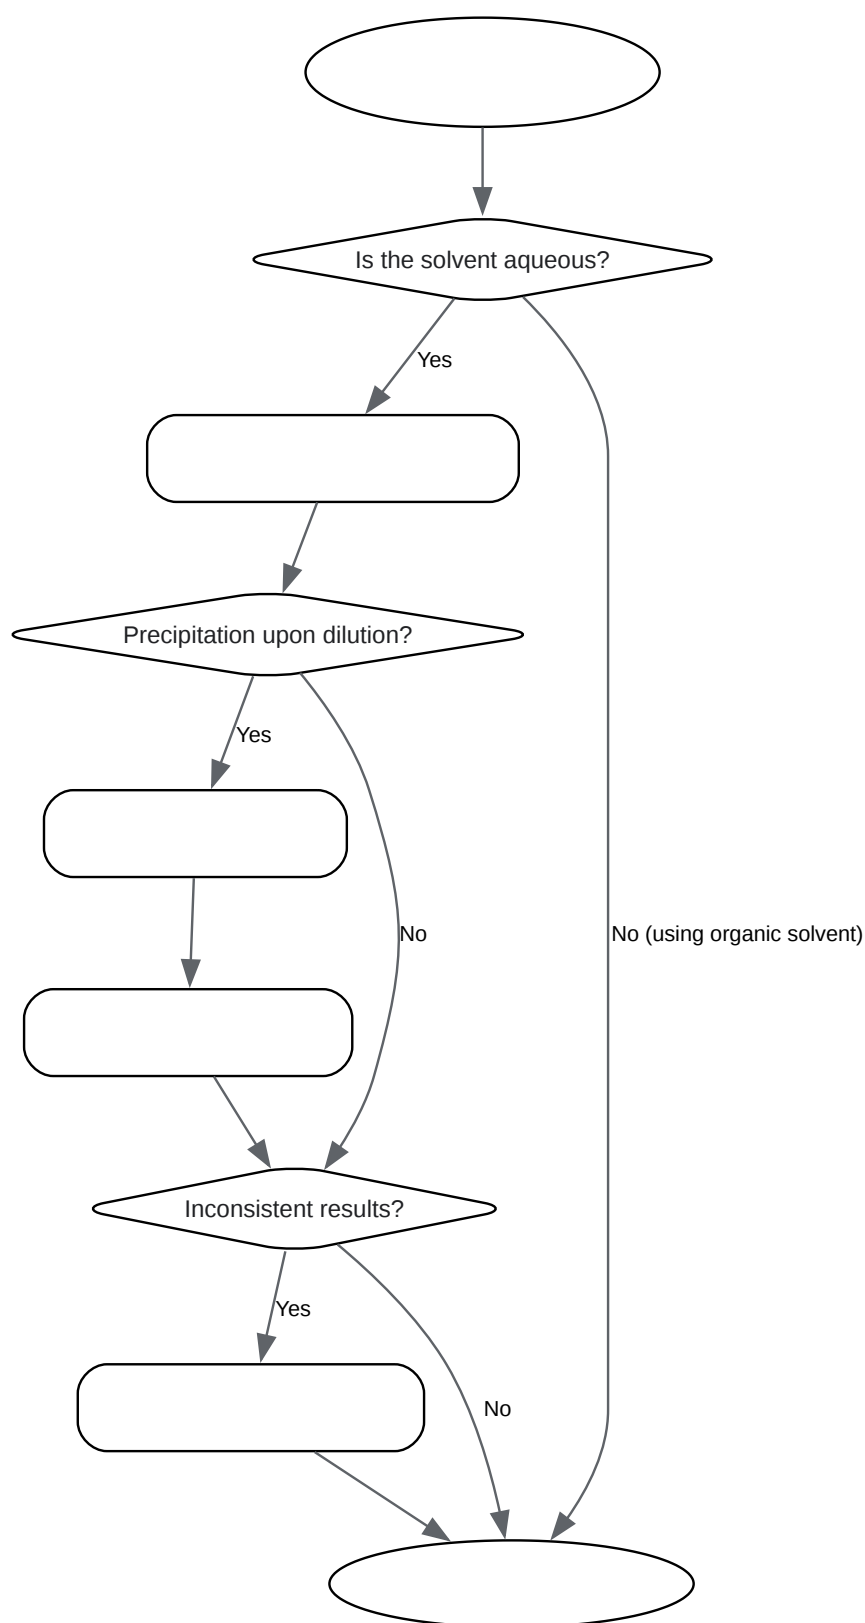 Is the solvent aqueous?
Yes
Precipitation upon dilution?
Yes
No
No (using organic solvent)
Inconsistent results?
Yes
No